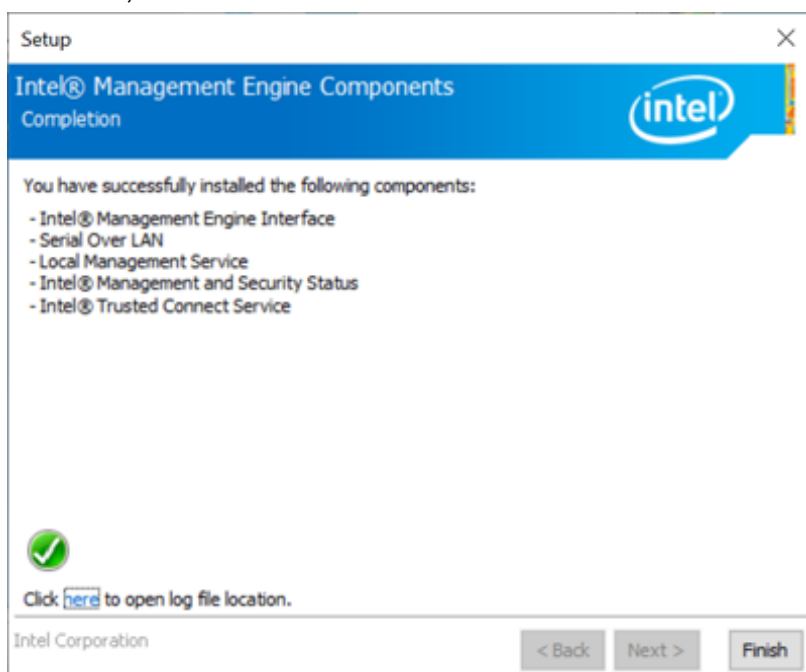 Setup
Intel® Management Engine Components
Completion
intel
You have successfully installed the following components:
- Intel® Management Engine Interface
- Serial Over LAN
- Local Management Service
- Intel® Management and Security Status
- Intel® Trusted Connect Service
Click here to open log file location.
Intel Corporation
< Back Next > Finish